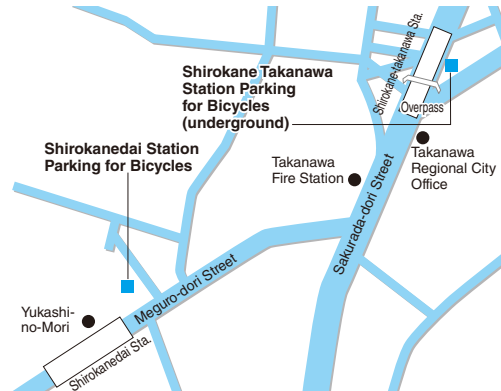 Shirokane-takanawa Sta.
Shirokane Takanawa
Station Parking
for Bicycles
(underground)
Overpass
Shirokanedai Station
Parking for Bicycles
Takanawa
Fire Station
Takanawa
Regional City
Office
Sakurada-dori Street
Meguro-dori Street
Yukashi-
no-Mori
Shirokanedai Sta.